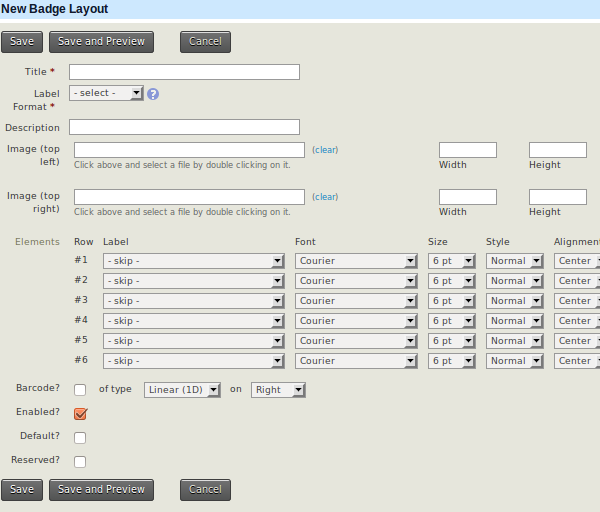 New Badge Layout
Save Save and Preview Cancel
Title *
Label Format * - select - ?
Description
Image (top left) (clear) Width Height
Click above and select a file by double clicking on it.
Image (top right) (clear) Width Height
Click above and select a file by double clicking on it.
Elements Row Label Font Size Style Alignment
#1 - skip - Courier 6 pt Normal Center
#2 - skip - Courier 6 pt Normal Center
#3 - skip - Courier 6 pt Normal Center
#4 - skip - Courier 6 pt Normal Center
#5 - skip - Courier 6 pt Normal Center
#6 - skip - Courier 6 pt Normal Center
Barcode? of type Linear (1D) on Right
Enabled?
Default?
Reserved?
Save Save and Preview Cancel